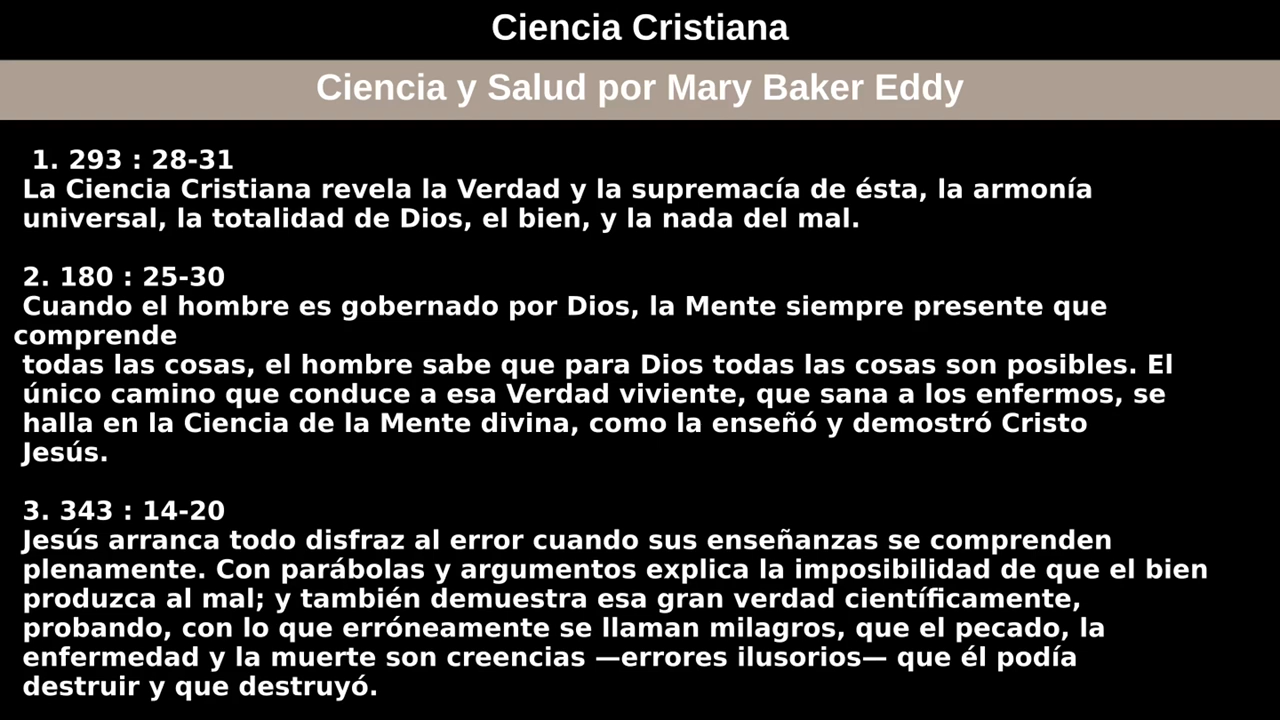 Ciencia Cristiana
Ciencia y Salud por Mary Baker Eddy
1. 293 : 28-31
La Ciencia Cristiana revela la Verdad y la supremacía de ésta, la armonía
universal, la totalidad de Dios, el bien, y la nada del mal.
2. 180 : 25-30
Cuando el hombre es gobernado por Dios, la Mente siempre presente que
comprende
todas las cosas, el hombre sabe que para Dios todas las cosas son posibles. El
único camino que conduce a esa Verdad viviente, que sana a los enfermos, se
halla en la Ciencia de la Mente divina, como la enseñó y demostró Cristo
Jesús.
3. 343 : 14-20
Jesús arranca todo disfraz al error cuando sus enseñanzas se comprenden
plenamente. Con parábolas y argumentos explica la imposibilidad de que el bien
produzca al mal; y también demuestra esa gran verdad científicamente,
probando, con lo que erróneamente se llaman milagros, que el pecado, la
enfermedad y la muerte son creencias —errores ilusorios— que él podía
destruir y que destruyó.